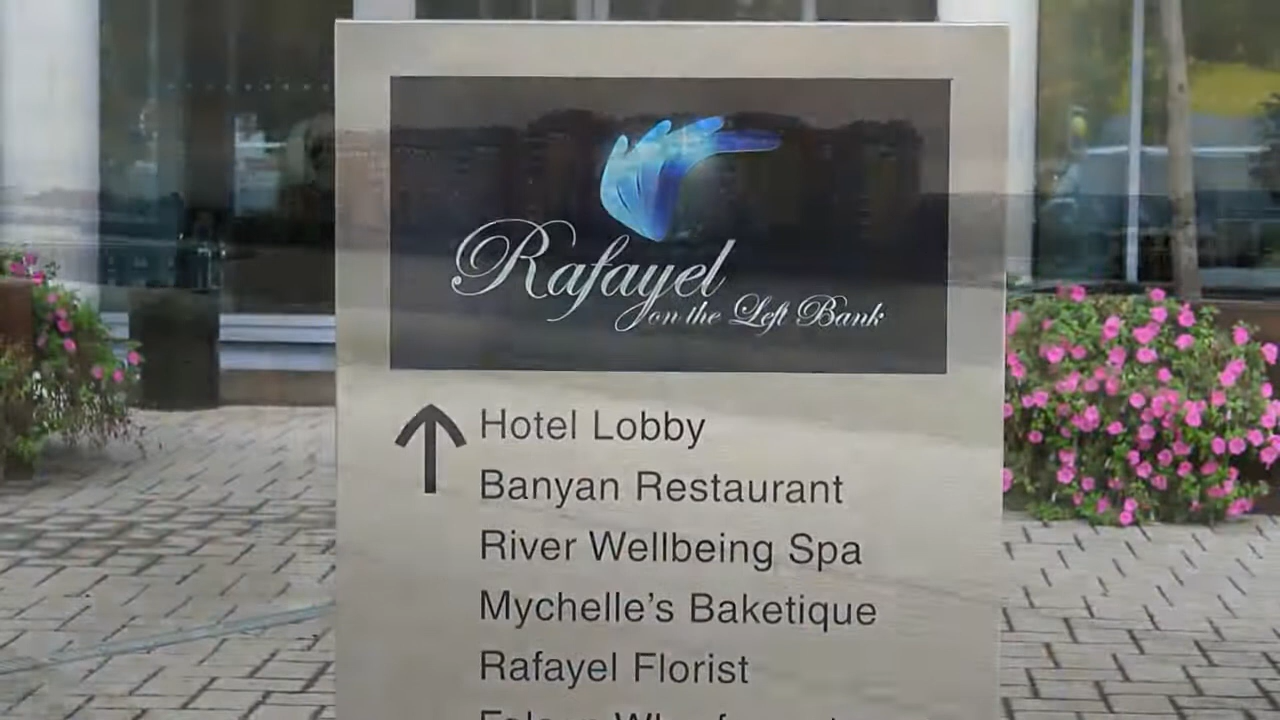 Rafayel
on the Left Bank
Hotel Lobby
Banyan Restaurant
River Wellbeing Spa
Mychelle's Baketique
Rafayel Florist